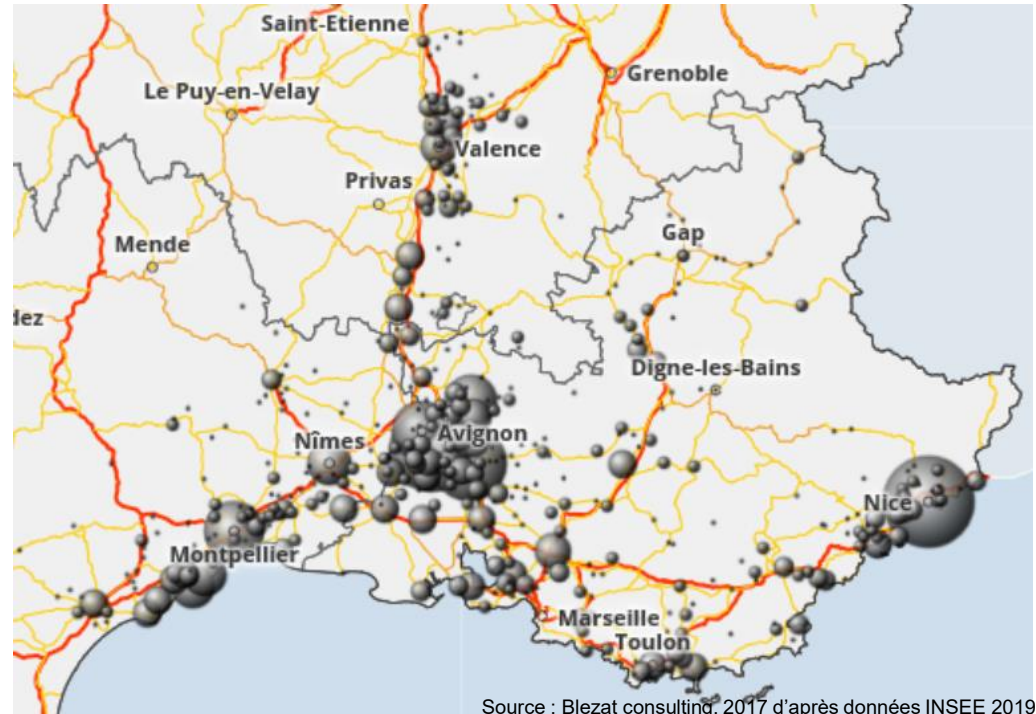 Saint-Etienne
Grenoble
Le Puy-en-Velay
Valence
Privas
Gap
Mende
dez
Digne-les-Bains
Avignon
Nîmes
Nice
Montpellier
Marseille
Toulon
Source : Blezat consulting, 2017 d’après données INSEE 2019